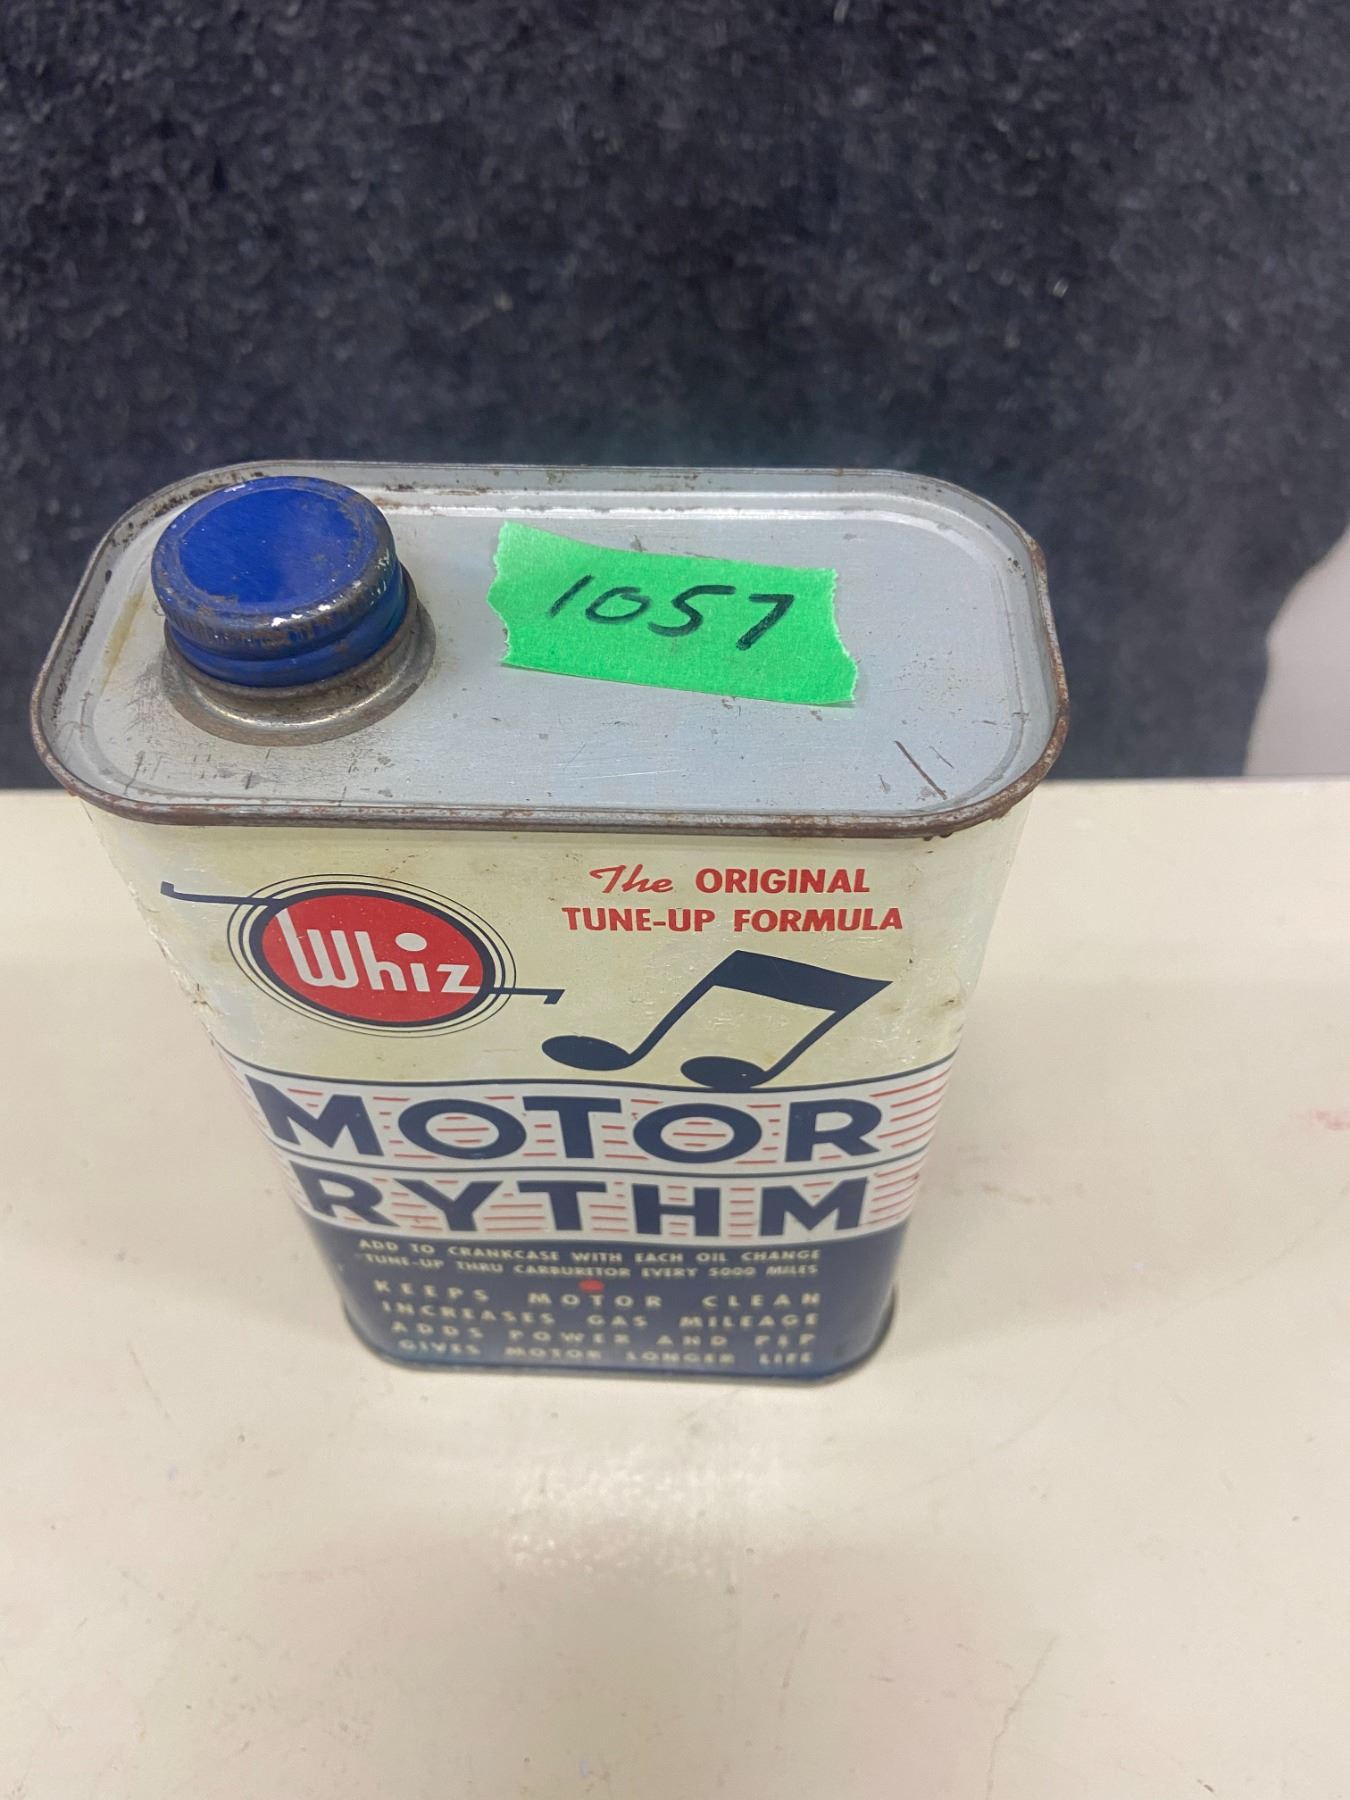 1057
Whiz
The ORIGINAL
TUNE-UP FORMULA
MOTOR
RYTHM
ADD TO CRANKCASE WITH EACH OIL CHANGE
TUNE-UP THRU CARBURETOR EVERY 5000 MILES
KEEPS MOTOR CLEAN
INCREASES GAS MILEAGE
ADDS POWER AND PEP
GIVES MOTOR LONGER LIFE